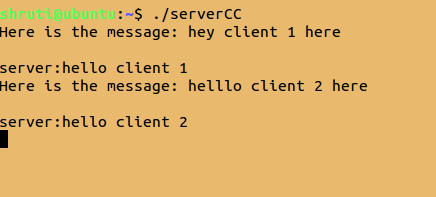 shruti@ubuntu:~$ ./serverCC
Here is the message: hey client 1 here
server:hello client 1
Here is the message: helllo client 2 here
server:hello client 2